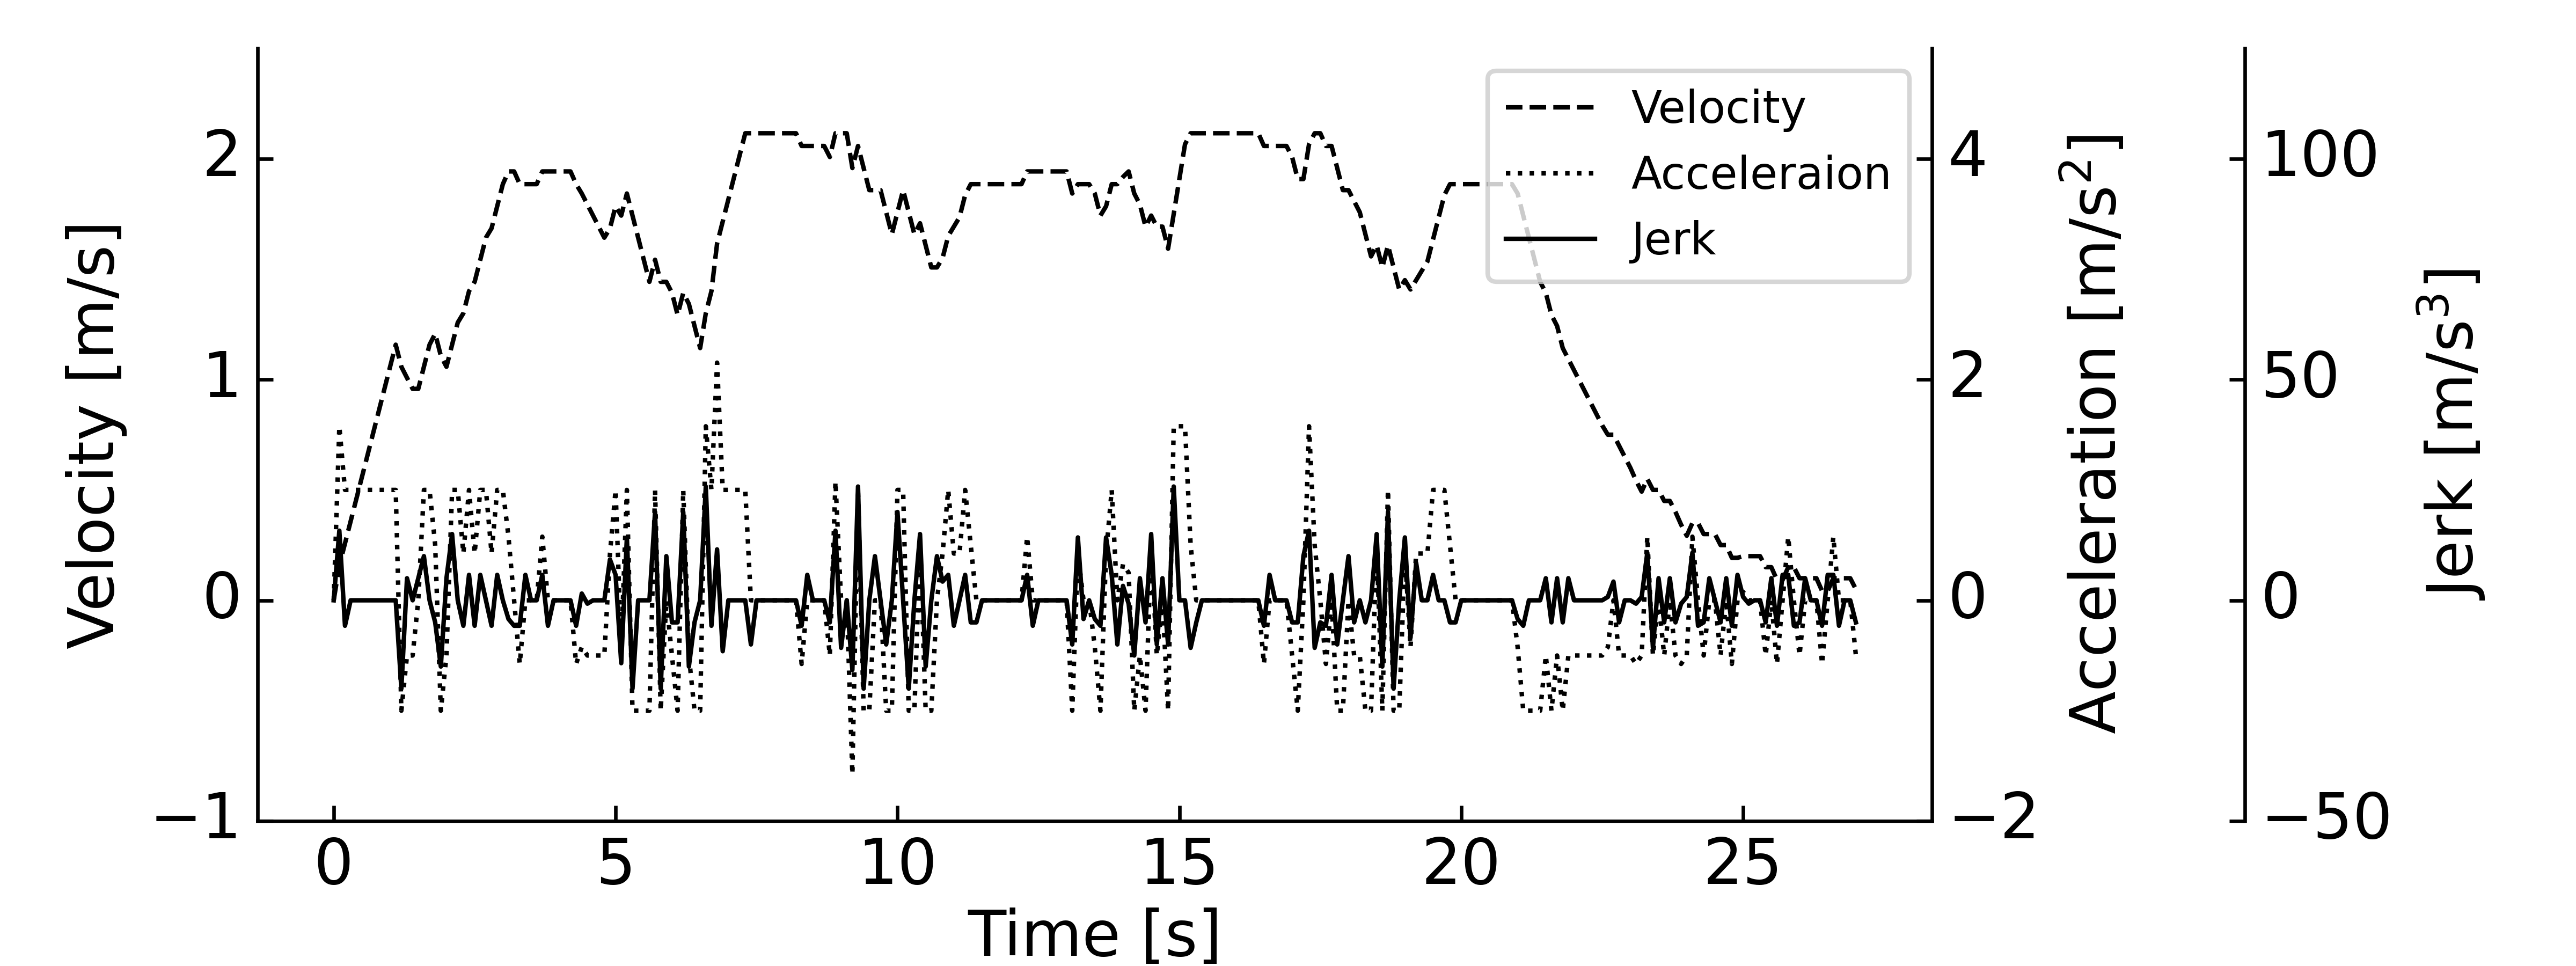 Velocity
Acceleraion
Jerk
Velocity [m/s]
2
1
0
−1
0 5 10 15 20 25
Time [s]
4
2
0
−2
Acceleration [m/s²]
100
50
0
−50
Jerk [m/s³]